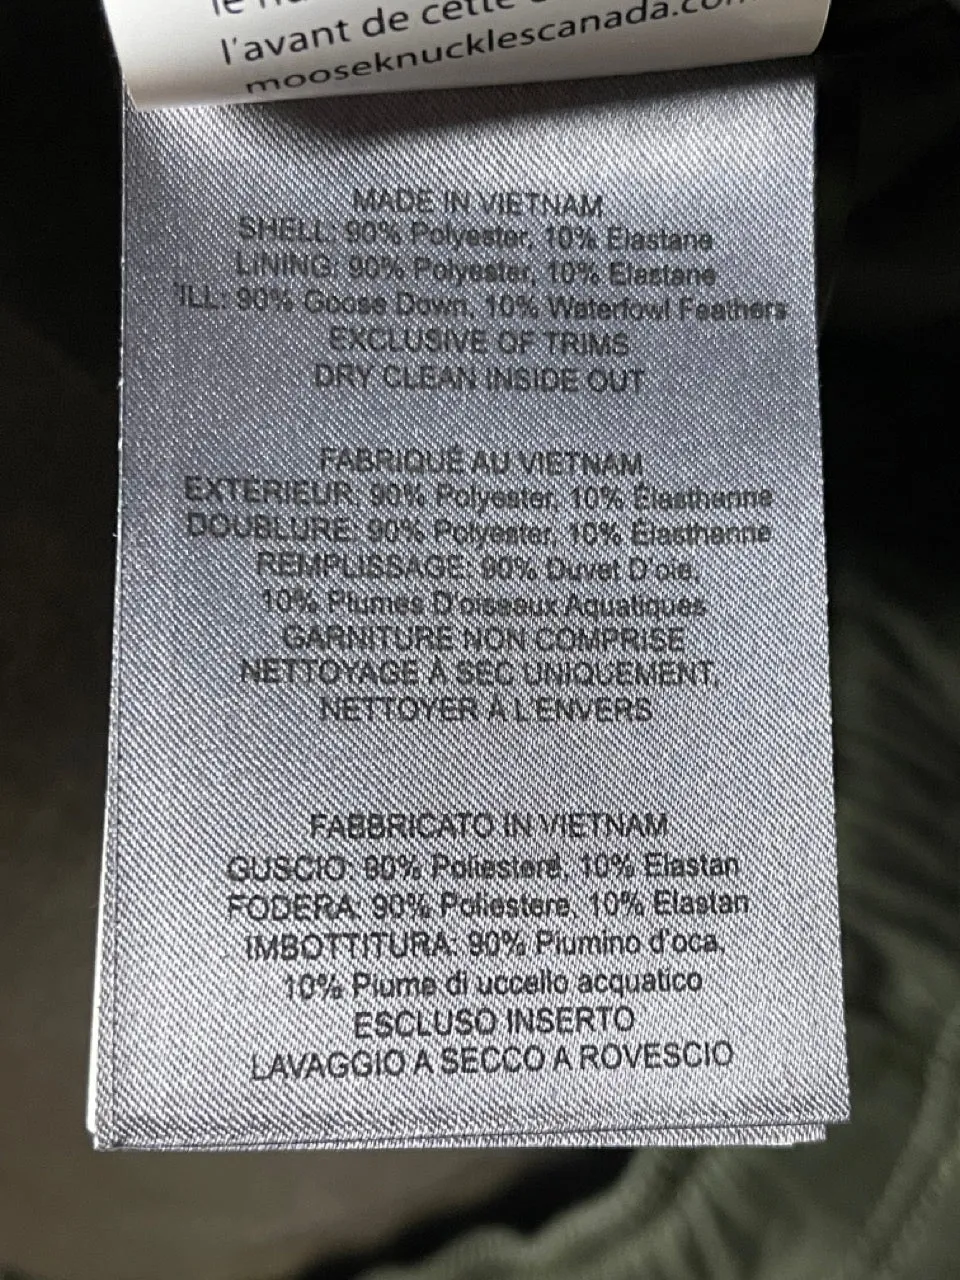 l'avant de cette
mooseknucklescanada.co
MADE IN VIETNAM
SHELL: 90% Polyester, 10% Elastane
LINING: 90% Polyester, 10% Elastane
ILL: 90% Goose Down, 10% Waterfowl Feathers
EXCLUSIVE OF TRIMS
DRY CLEAN INSIDE OUT
FABRIQUÉ AU VIETNAM
EXTÉRIEUR: 90% Polyester, 10% Élasthanne
DOUBLURE: 90% Polyester, 10% Élasthanne
REMPLISSAGE: 90% Duvet D'oie,
10% Plumes D'oiseaux Aquatiques
GARNITURE NON COMPRISE
NETTOYAGE À SEC UNIQUEMENT,
NETTOYER À L'ENVERS
FABBRICATO IN VIETNAM
GUSCIO: 90% Poliestere, 10% Elastan
FODERA: 90% Poliestere, 10% Elastan
IMBOTTITURA: 90% Piumino d'oca,
10% Piume di uccello acquatico
ESCLUSO INSERTO
LAVAGGIO A SECCO A ROVESCIO